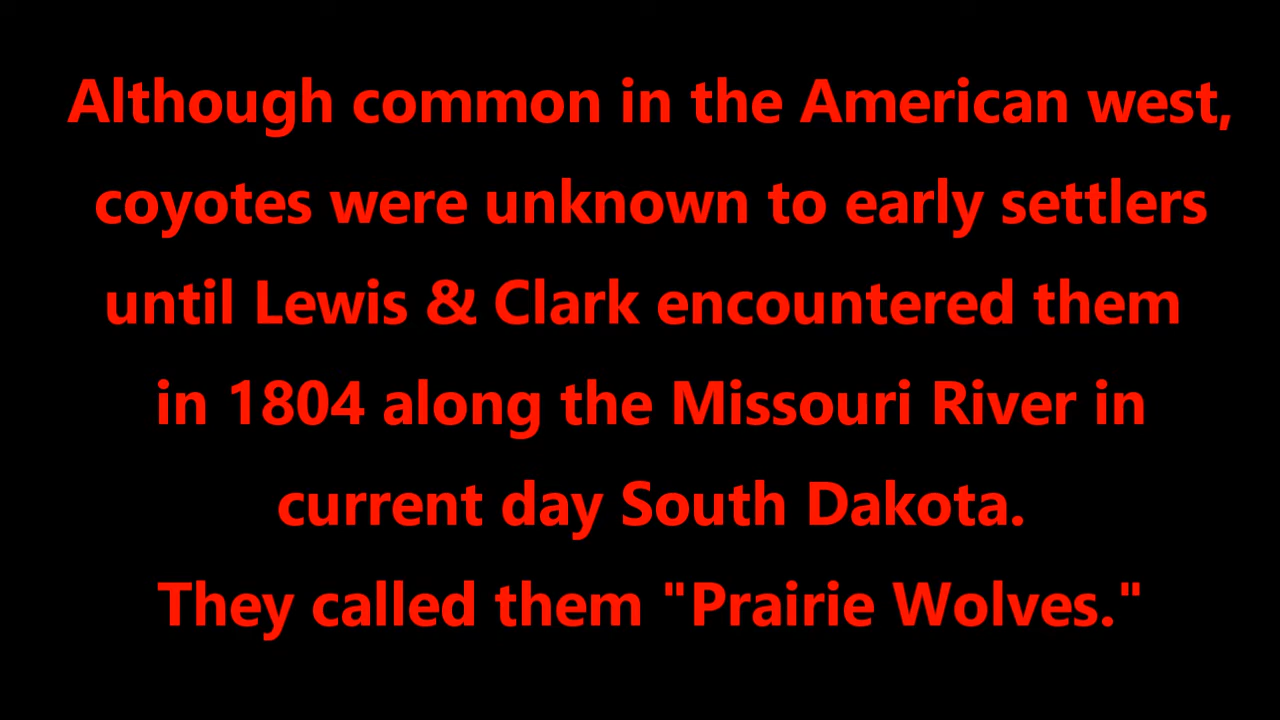 Although common in the American west,
coyotes were unknown to early settlers
until Lewis & Clark encountered them
in 1804 along the Missouri River in
current day South Dakota.
They called them "Prairie Wolves."